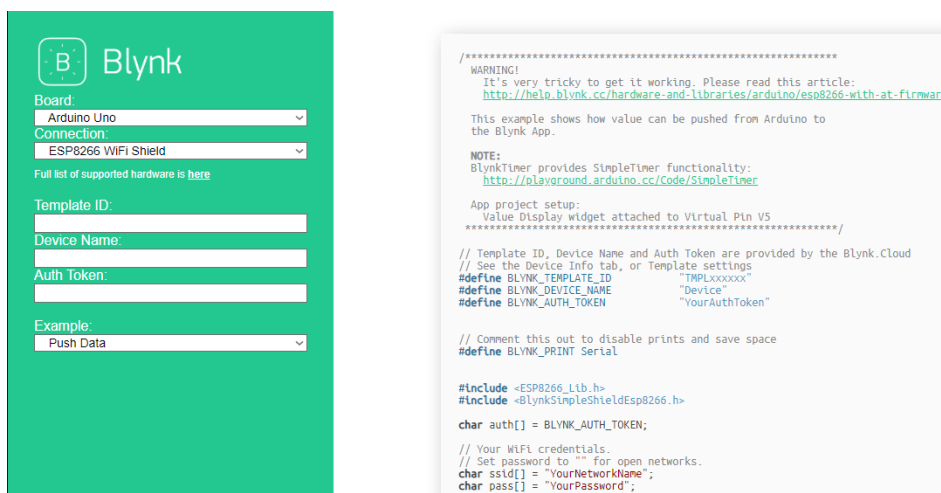 B Blynk
Board:
Arduino Uno
Connection:
ESP8266 WiFi Shield
Full list of supported hardware is here
Template ID:
Device Name:
Auth Token:
Example:
Push Data
/*************************************************************
WARNING!
It's very tricky to get it working. Please read this article:
http://help.blynk.cc/hardware-and-libraries/arduino/esp8266-with-at-firmwar
This example shows how value can be pushed from Arduino to
the Blynk App.
NOTE:
BlynkTimer provides SimpleTimer functionality:
http://playground.arduino.cc/Code/SimpleTimer
App project setup:
Value Display widget attached to Virtual Pin V5
*************************************************************/
// Template ID, Device Name and Auth Token are provided by the Blynk.Cloud
// See the Device Info tab, or Template settings
#define BLYNK_TEMPLATE_ID "TMPLxxxxxx"
#define BLYNK_DEVICE_NAME "Device"
#define BLYNK_AUTH_TOKEN "YourAuthToken"
// Comment this out to disable prints and save space
#define BLYNK_PRINT Serial
#include <ESP8266_Lib.h>
#include <BlynkSimpleShieldEsp8266.h>
char auth[] = BLYNK_AUTH_TOKEN;
// Your WiFi credentials.
// Set password to "" for open networks.
char ssid[] = "YourNetworkName";
char pass[] = "YourPassword";